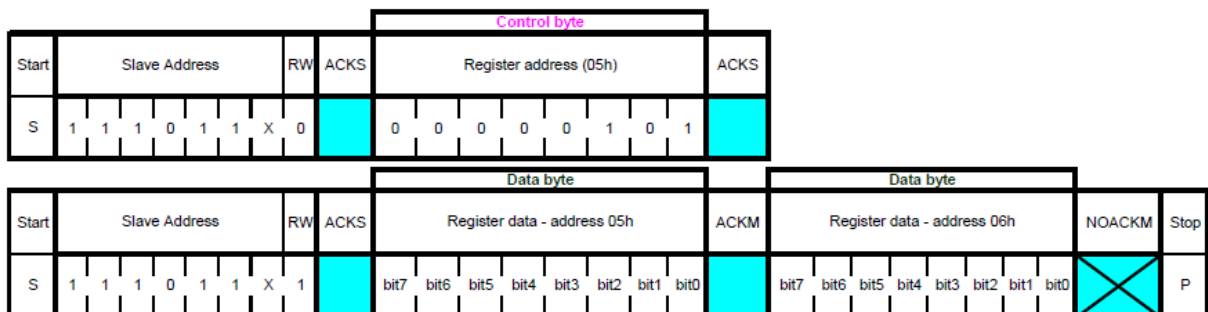 Control byte
Start Slave Address RW ACKS Register address (05h) ACKS
S 1 1 1 0 1 1 X 0 0 0 0 0 0 1 0 1
Data byte Data byte
Start Slave Address RW ACKS Register data - address 05h ACKM Register data - address 06h NOACKM Stop
S 1 1 1 0 1 1 X 1 bit7 bit6 bit5 bit4 bit3 bit2 bit1 bit0 bit7 bit6 bit5 bit4 bit3 bit2 bit1 bit0 P